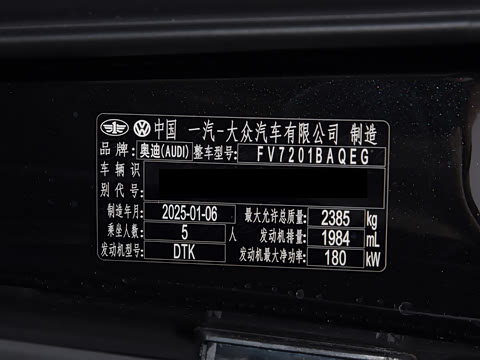 中国 一汽-大众汽车有限公司 制造
品牌: 奥迪(AUDI) 整车型号: FV7201BAQEG
车辆识
别代号:
制造年月: 2025-01-06 最大允许总质量: 2385 kg
乘坐人数: 5 人 发动机排量: 1984 mL
发动机型号: DTK 发动机最大净功率: 180 kW